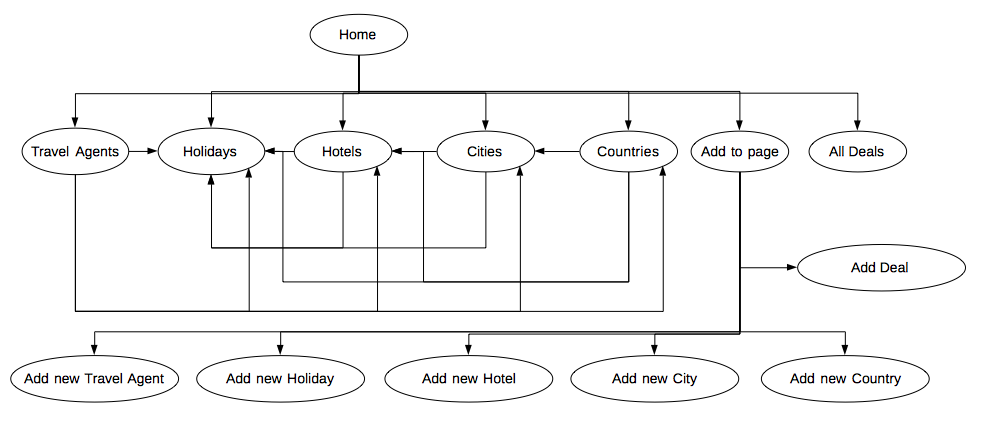 Home
Travel Agents
Holidays
Hotels
Cities
Countries
Add to page
All Deals
Add Deal
Add new Travel Agent
Add new Holiday
Add new Hotel
Add new City
Add new Country